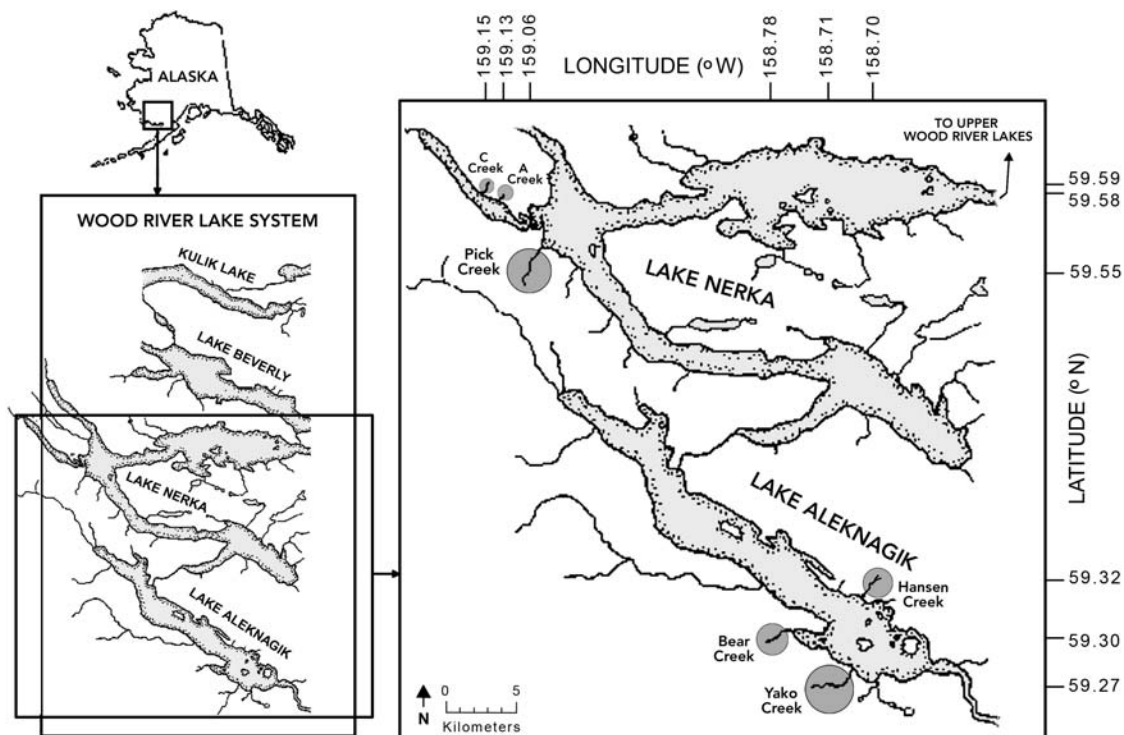 ALASKA
WOOD RIVER LAKE SYSTEM
KULIK LAKE
LAKE BEVERLY
LAKE NERKA
LAKE ALEKNAGIK
LONGITUDE (º W)
159.15
159.13
159.06
158.78
158.71
158.70
TO UPPER
WOOD RIVER LAKES
C
Creek
A
Creek
Pick
Creek
LAKE NERKA
LAKE ALEKNAGIK
Hansen
Creek
Bear
Creek
Yako
Creek
59.59
59.58
59.55
59.32
59.30
59.27
LATITUDE (º N)
N
0 5
Kilometers